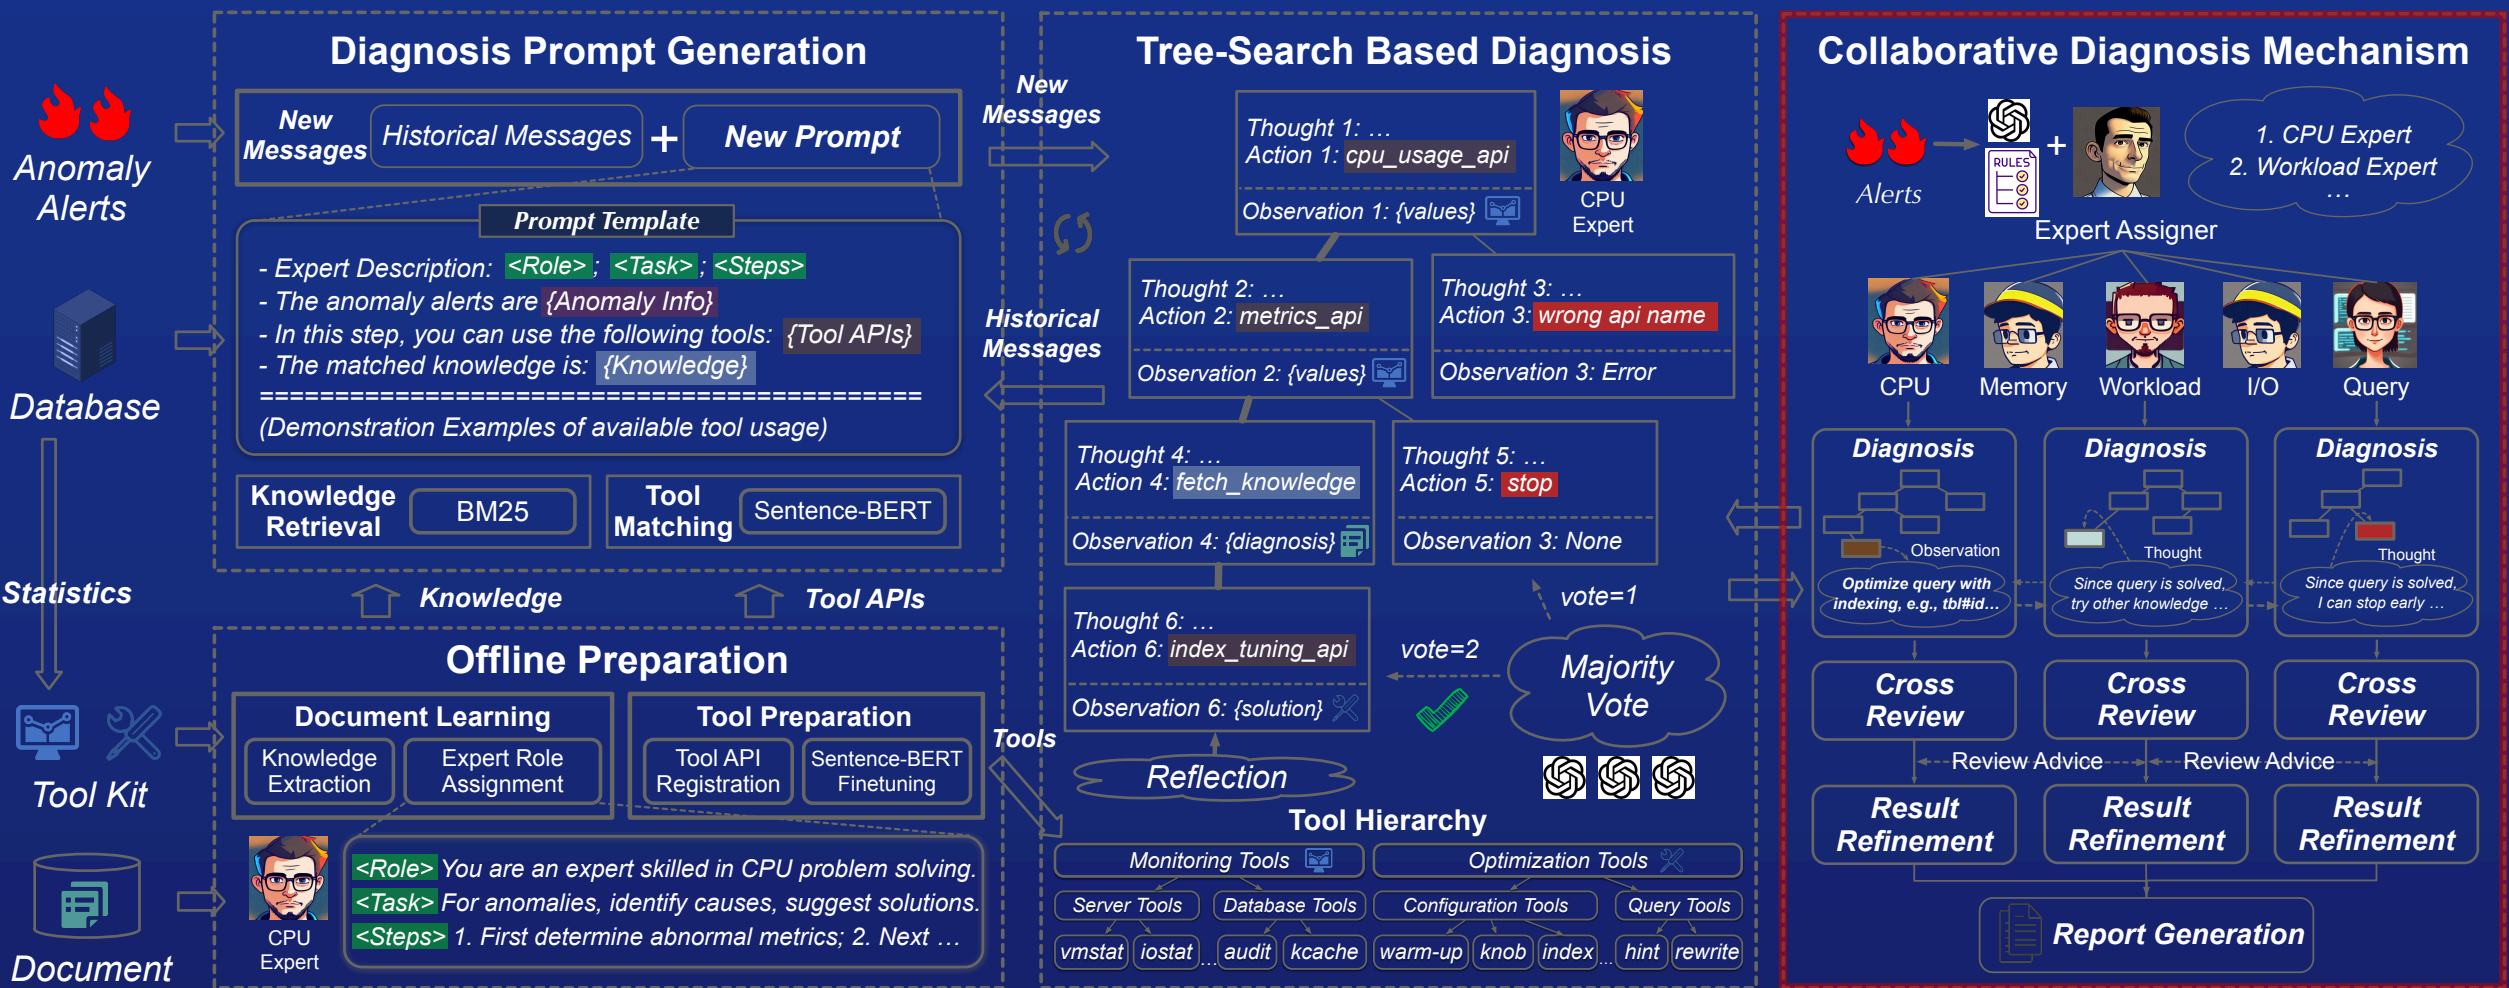 Anomaly
Alerts
Database
Statistics
Tool Kit
Document
Diagnosis Prompt Generation
New
Messages
Historical Messages
+
New Prompt
Prompt Template
- Expert Description: <Role> ; <Task> ; <Steps>
- The anomaly alerts are {Anomaly Info}
- In this step, you can use the following tools: {Tool APIs}
- The matched knowledge is: {Knowledge}
============================================
(Demonstration Examples of available tool usage)
Knowledge
Retrieval
BM25
Tool
Matching
Sentence-BERT
Knowledge
Tool APIs
Offline Preparation
Document Learning
Knowledge
Extraction
Expert Role
Assignment
Tool Preparation
Tool API
Registration
Sentence-BERT
Finetuning
CPU
Expert
<Role> You are an expert skilled in CPU problem solving.
<Task> For anomalies, identify causes, suggest solutions.
<Steps> 1. First determine abnormal metrics; 2. Next …
New
Messages
Historical
Messages
Tools
Tree-Search Based Diagnosis
Thought 1: …
Action 1: cpu_usage_api
Observation 1: {values}
CPU
Expert
Thought 2: …
Action 2: metrics_api
Observation 2: {values}
Thought 3: …
Action 3: wrong api name
Observation 3: Error
Thought 4: …
Action 4: fetch_knowledge
Observation 4: {diagnosis}
Thought 5: …
Action 5: stop
Observation 3: None
Thought 6: …
Action 6: index_tuning_api
Observation 6: {solution}
vote=1
vote=2
Majority
Vote
Reflection
Tool Hierarchy
Monitoring Tools
Optimization Tools
Server Tools
Database Tools
Configuration Tools
Query Tools
vmstat
iostat
...
audit
kcache
warm-up
knob
index
...
hint
rewrite
Collaborative Diagnosis Mechanism
Alerts
RULES
+
Expert Assigner
1. CPU Expert
2. Workload Expert
…
CPU
Memory
Workload
I/O
Query
Diagnosis
Observation
Optimize query with
indexing, e.g., tbl#id…
Diagnosis
Thought
Since query is solved,
try other knowledge …
Diagnosis
Thought
Since query is solved,
I can stop early …
Cross
Review
Cross
Review
Cross
Review
Review Advice
Review Advice
Result
Refinement
Result
Refinement
Result
Refinement
Report Generation